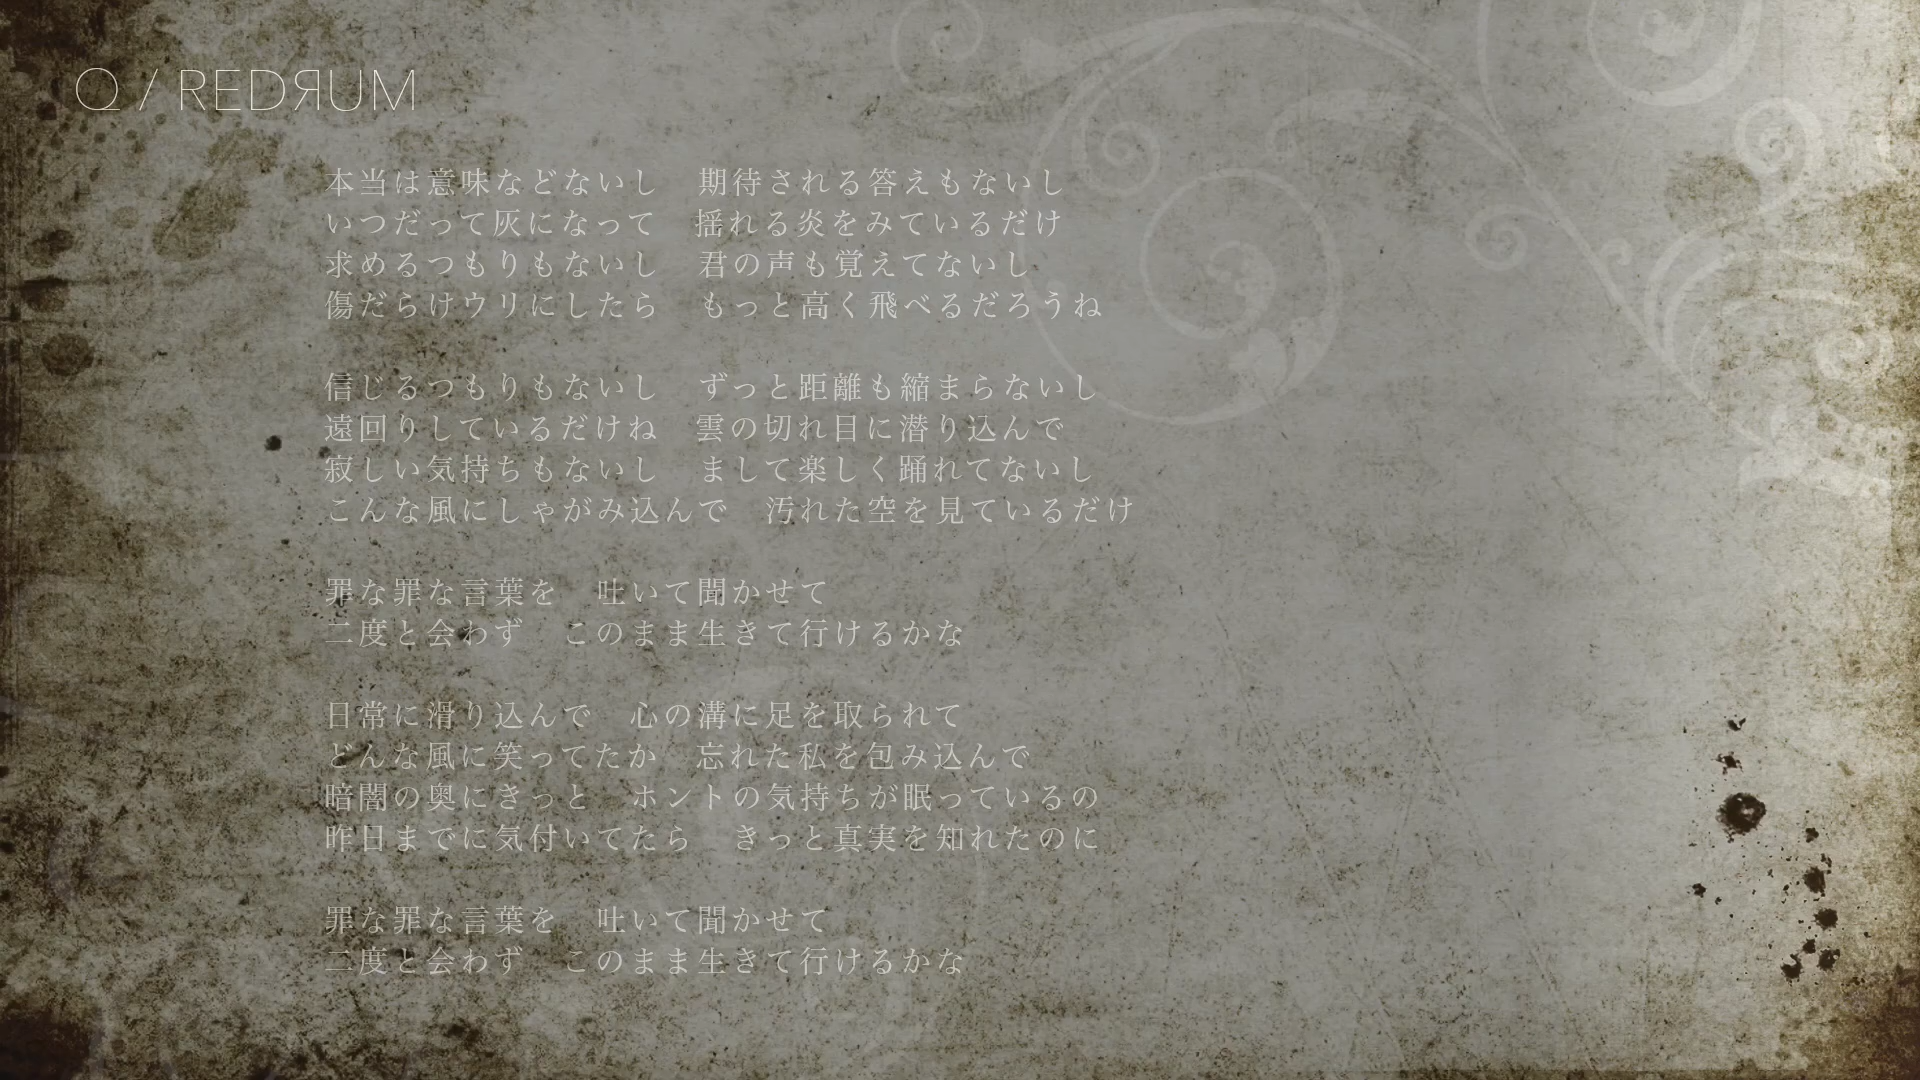 Q / REDЯUM
本当は意味などないし　期待される答えもないし
いつだって灰になって　揺れる炎をみているだけ
求めるつもりもないし　君の声も覚えてないし
傷だらけウリにしたら　もっと高く飛べるだろうね
信じるつもりもないし　ずっと距離も縮まらないし
遠回りしているだけね　雲の切れ目に潜り込んで
寂しい気持ちもないし　まして楽しく踊れてないし
こんな風にしゃがみ込んで　汚れた空を見ているだけ
罪な罪な言葉を　吐いて聞かせて
二度と会わず　このまま生きて行けるかな
日常に滑り込んで　心の溝に足を取られて
どんな風に笑ってたか　忘れた私を包み込んで
暗闇の奥にきっと　ホントの気持ちが眠っているの
昨日までに気付いてたら　きっと真実を知れたのに
罪な罪な言葉を　吐いて聞かせて
二度と会わず　このまま生きて行けるかな